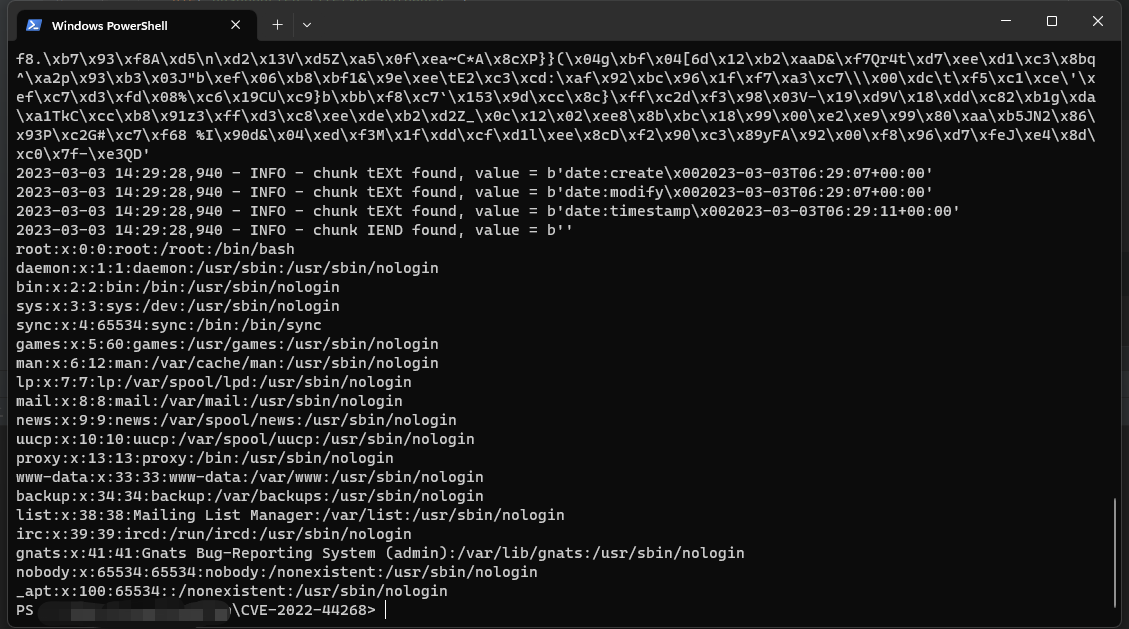 Windows PowerShell
f8.\xb7\x93\xf8A\xd5\n\xd2\x13V\xd5Z\xa5\x0f\xea~C*A\x8cXP}}(\x04g\xbf\x04[6d\x12\xb2\xaaD&\xf7Qr4t\xd7\xee\xd1\xc3\x8bq
^\xa2p\x93\xb3\x03J"b\xef\x06\xb8\xbf1&\x9e\xee\tE2\xc3\xcd:\xaf\x92\xbc\x96\x1f\xf7\xa3\xc7\\\x00\xdc\t\xf5\xc1\xce\'\x
ef\xc7\xd3\xfd\x08%\xc6\x19CU\xc9}b\xbb\xf8\xc7`\x153\x9d\xcc\x8c}\xff\xc2d\xf3\x98\x03V-\x19\xd9V\x18\xdd\xc82\xb1g\xda
\xa1TkC\xcc\xb8\x91z3\xff\xd3\xc8\xee\xde\xb2\xd2Z_\x0c\x12\x02\xee8\x8b\xbc\x18\x99\x00\xe2\xe9\x99\x80\xaa\xb5JN2\x86\
\x93P\xc2G#\xc7\xf68 %I\x90d&\x04\xed\xf3M\x1f\xdd\xcf\xd1l\xee\x8cD\xf2\x90\xc3\x89yFA\x92\x00\xf8\x96\xd7\xfeJ\xe4\x8d\
xc0\x7f-\xe3QD'
2023-03-03 14:29:28,940 - INFO - chunk tEXt found, value = b'date:create\x002023-03-03T06:29:07+00:00'
2023-03-03 14:29:28,940 - INFO - chunk tEXt found, value = b'date:modify\x002023-03-03T06:29:07+00:00'
2023-03-03 14:29:28,940 - INFO - chunk tEXt found, value = b'date:timestamp\x002023-03-03T06:29:11+00:00'
2023-03-03 14:29:28,940 - INFO - chunk IEND found, value = b''
root:x:0:0:root:/root:/bin/bash
daemon:x:1:1:daemon:/usr/sbin:/usr/sbin/nologin
bin:x:2:2:bin:/bin:/usr/sbin/nologin
sys:x:3:3:sys:/dev:/usr/sbin/nologin
sync:x:4:65534:sync:/bin:/bin/sync
games:x:5:60:games:/usr/games:/usr/sbin/nologin
man:x:6:12:man:/var/cache/man:/usr/sbin/nologin
lp:x:7:7:lp:/var/spool/lpd:/usr/sbin/nologin
mail:x:8:8:mail:/var/mail:/usr/sbin/nologin
news:x:9:9:news:/var/spool/news:/usr/sbin/nologin
uucp:x:10:10:uucp:/var/spool/uucp:/usr/sbin/nologin
proxy:x:13:13:proxy:/bin:/usr/sbin/nologin
www-data:x:33:33:www-data:/var/www:/usr/sbin/nologin
backup:x:34:34:backup:/var/backups:/usr/sbin/nologin
list:x:38:38:Mailing List Manager:/var/list:/usr/sbin/nologin
irc:x:39:39:ircd:/run/ircd:/usr/sbin/nologin
gnats:x:41:41:Gnats Bug-Reporting System (admin):/var/lib/gnats:/usr/sbin/nologin
nobody:x:65534:65534:nobody:/nonexistent:/usr/sbin/nologin
_apt:x:100:65534::/nonexistent:/usr/sbin/nologin
PS \CVE-2022-44268>